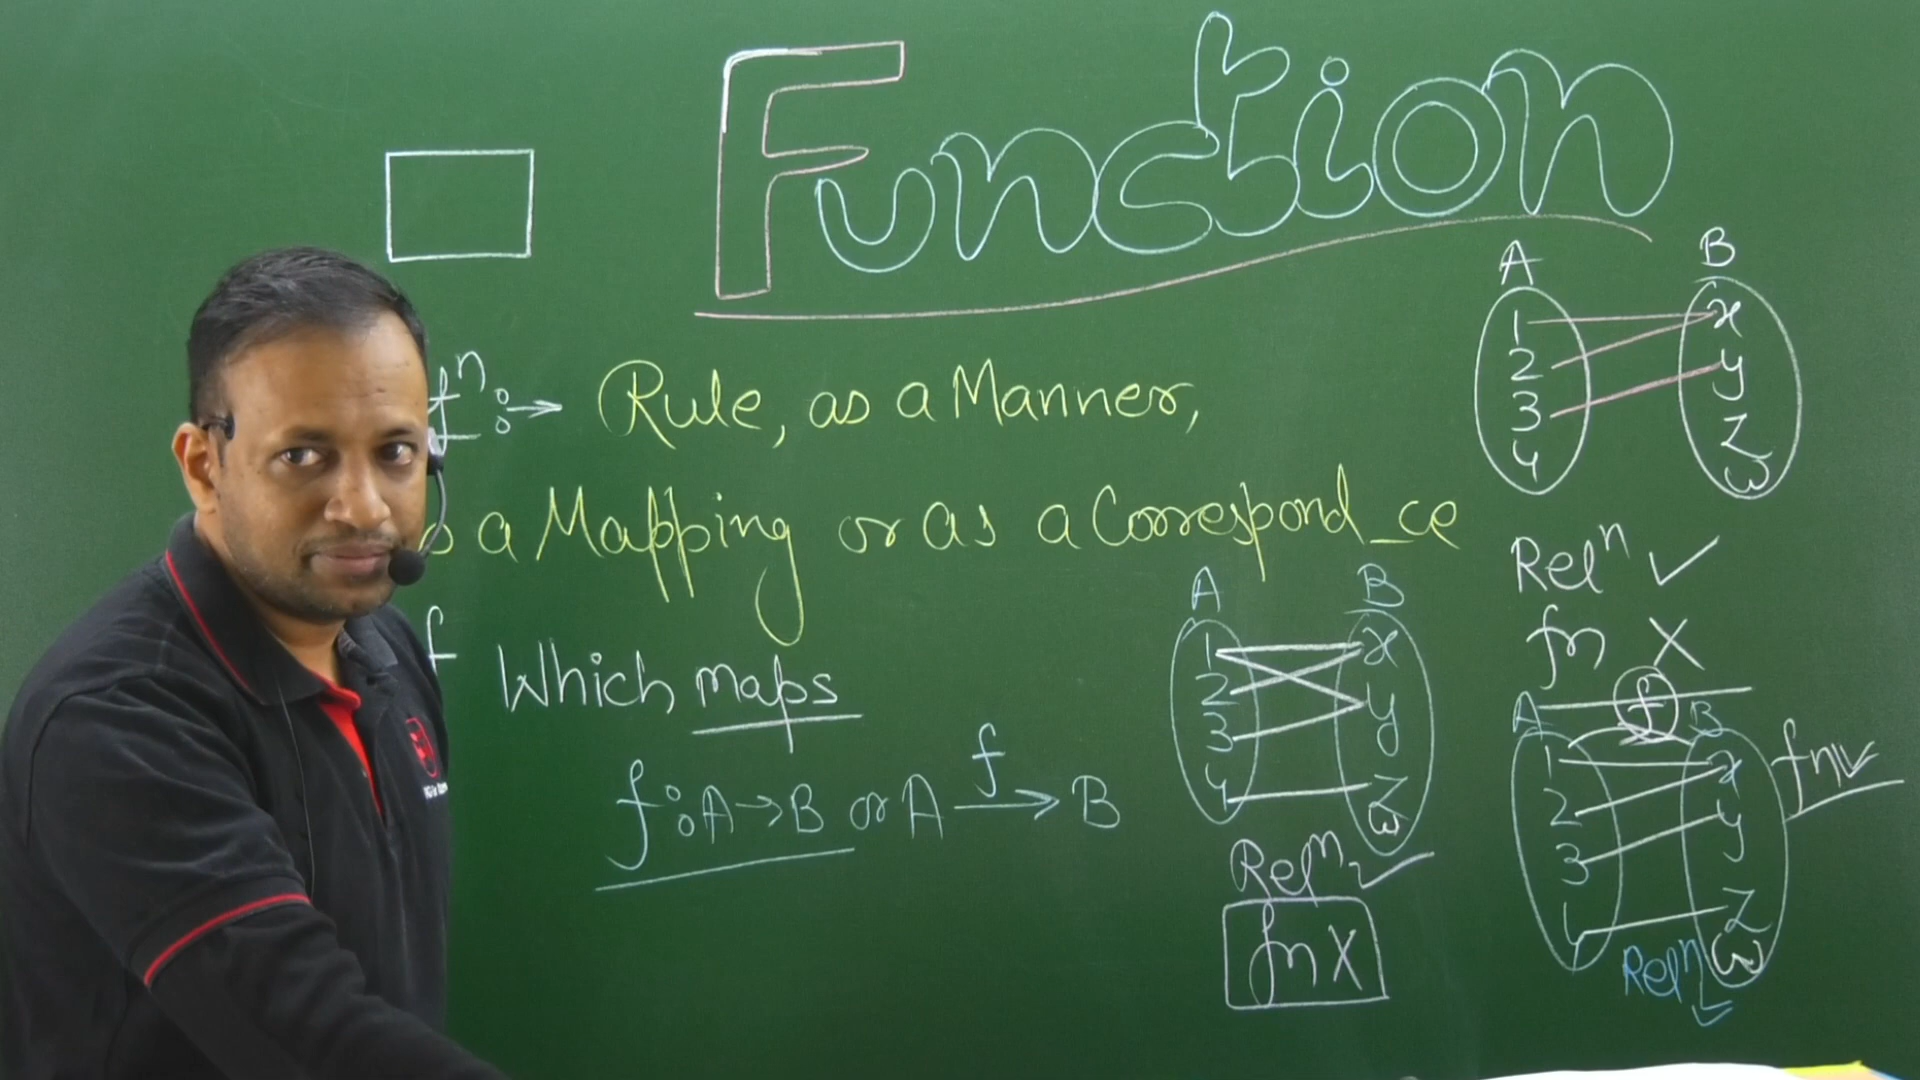 Function
fⁿ: → Rule, as a Manner,
a Mapping or as a Correspond_ce
f Which maps
f: A → B or A f→ B
A B
1 x
2 y
3 z
4 w
Relⁿ ✓
fn X
A B
1 x
2 y
3 z
4 w
Relⁿ ✓
fn X
A f B
1 x
2 y
3 z
4 w
fn ✓
Relⁿ ✓